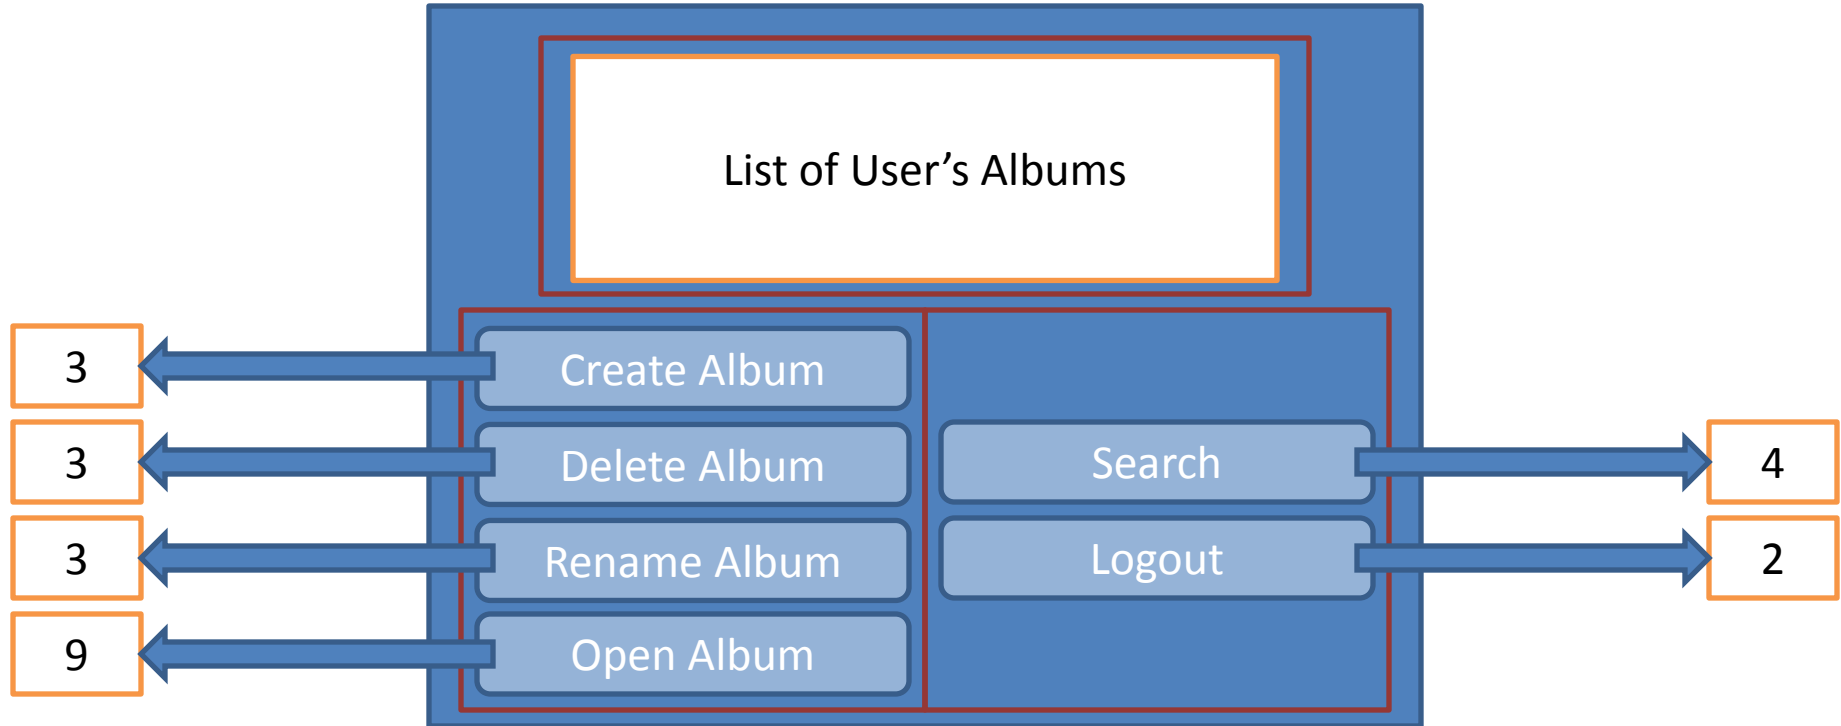 List of User’s Albums
3
Create Album
3
Delete Album
Search
4
3
Rename Album
Logout
2
9
Open Album